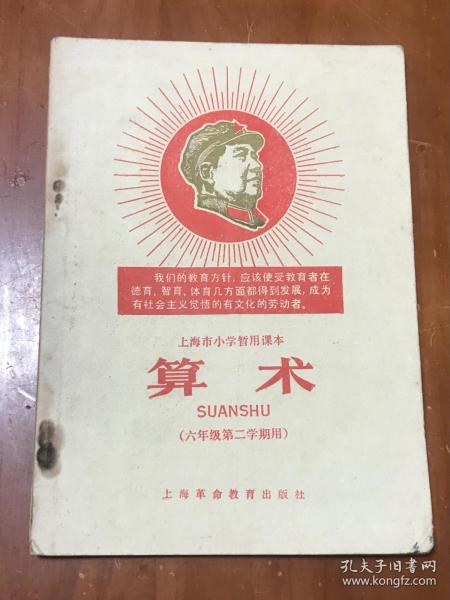 我们的教育方针，应该使受教育者在
德育、智育、体育几方面都得到发展，成为
有社会主义觉悟的有文化的劳动者。
上海市小学暂用课本
算术
SUANSHU
（六年级第二学期用）
上海革命教育出版社
孔夫子旧书网
www.kongfz.com